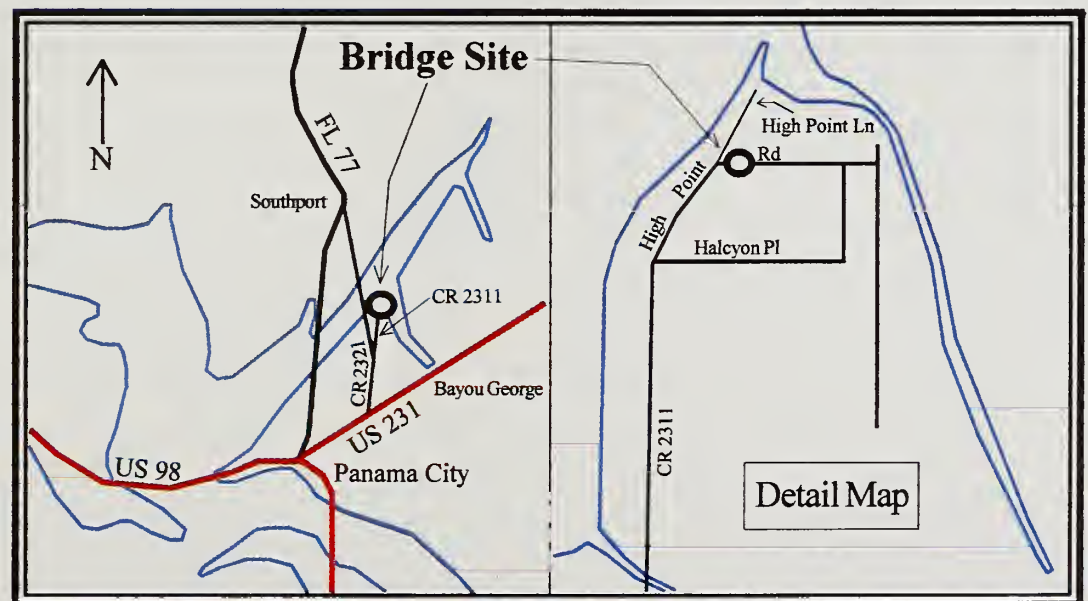 Bridge Site
N
FL 77
Southport
CR 2311
CR 2321
Bayou George
US 231
US 98
Panama City
High Point Ln
Rd
Point
High
Halcyon Pl
CR 2311
Detail Map